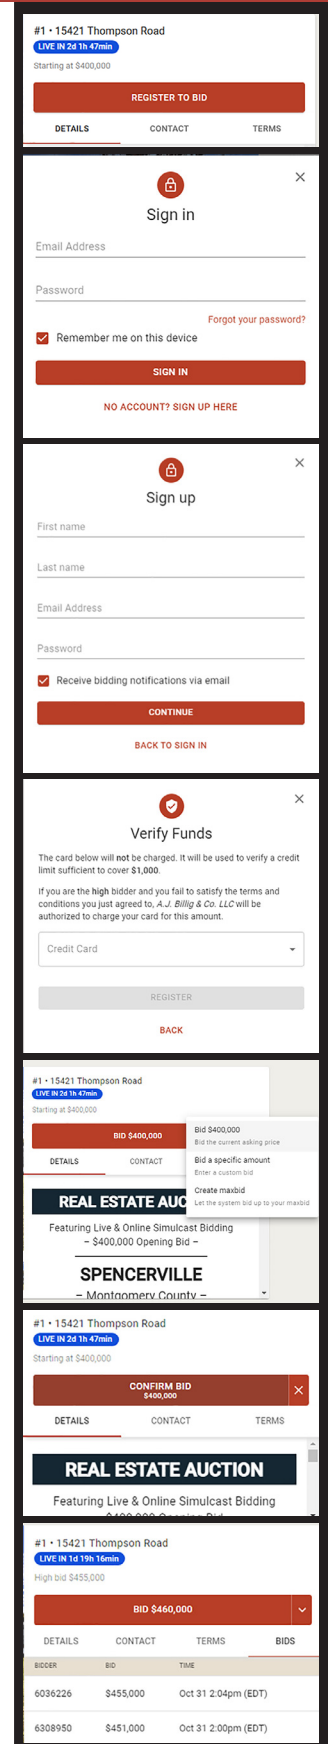 #1 • 15421 Thompson Road
LIVE IN 2d 1h 47min
Starting at $400,000
REGISTER TO BID
DETAILS CONTACT TERMS
Sign in
Email Address
Password
Forgot your password?
Remember me on this device
SIGN IN
NO ACCOUNT? SIGN UP HERE
Sign up
First name
Last name
Email Address
Password
Receive bidding notifications via email
CONTINUE
BACK TO SIGN IN
Verify Funds
The card below will not be charged. It will be used to verify a credit
limit sufficient to cover $1,000.
If you are the high bidder and you fail to satisfy the terms and
conditions you just agreed to, A.J. Billig & Co. LLC will be
authorized to charge your card for this amount.
Credit Card
REGISTER
BACK
#1 • 15421 Thompson Road
LIVE IN 2d 1h 47min
Starting at $400,000
BID $400,000
DETAILS CONTACT
Bid $400,000
Bid the current asking price
Bid a specific amount
Enter a custom bid
Create maxbid
Let the system bid up to your maxbid
REAL ESTATE AUC
Featuring Live & Online Simulcast Bidding
– $400,000 Opening Bid –
SPENCERVILLE
– Montgomery County –
#1 • 15421 Thompson Road
LIVE IN 2d 1h 47min
Starting at $400,000
CONFIRM BID
$400,000
DETAILS CONTACT TERMS
REAL ESTATE AUCTION
Featuring Live & Online Simulcast Bidding
$400,000 Opening Bid
#1 • 15421 Thompson Road
LIVE IN 1d 19h 16min
High bid $455,000
BID $460,000
DETAILS CONTACT TERMS BIDS
BIDDER BID TIME
6036226 $455,000 Oct 31 2:04pm (EDT)
6308950 $451,000 Oct 31 2:00pm (EDT)